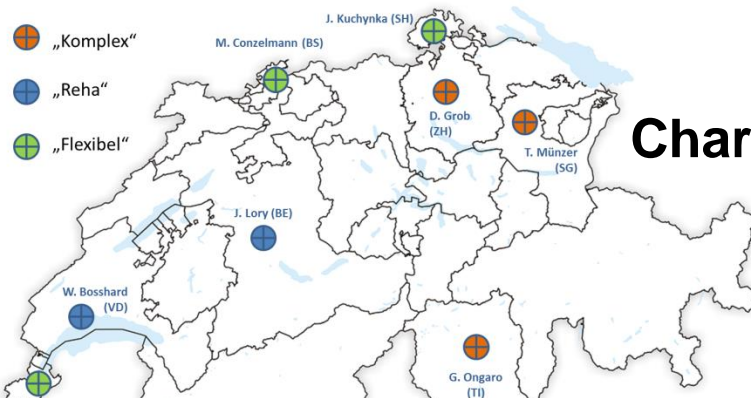 „Komplex“
„Reha“
„Flexibel“
J. Kuchynka (SH)
M. Conzelmann (BS)
D. Grob
(ZH)
T. Münzer
(SG)
Char
J. Lory (BE)
W. Bosshard
(VD)
G. Ongaro
(TI)